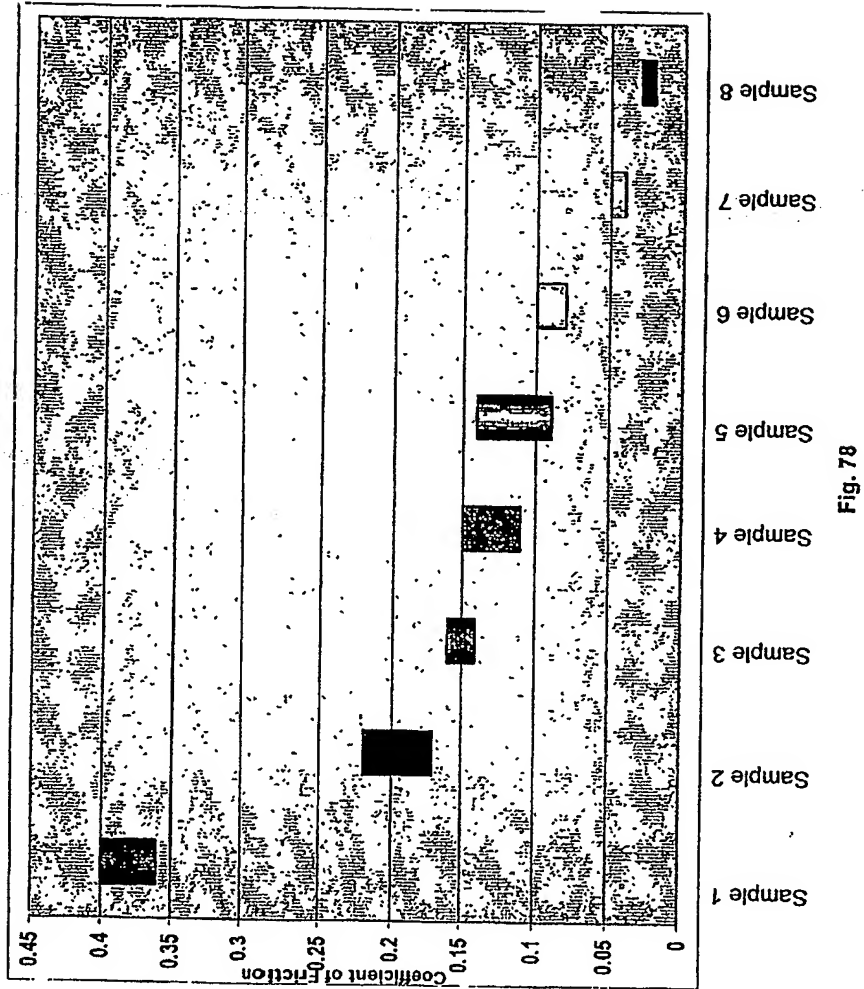 0.45
0.4
0.35
0.3
0.25
0.2
0.15
0.1
0.05
0
Coefficient of Friction
Sample 1
Sample 2
Sample 3
Sample 4
Sample 5
Sample 6
Sample 7
Sample 8
Fig. 78